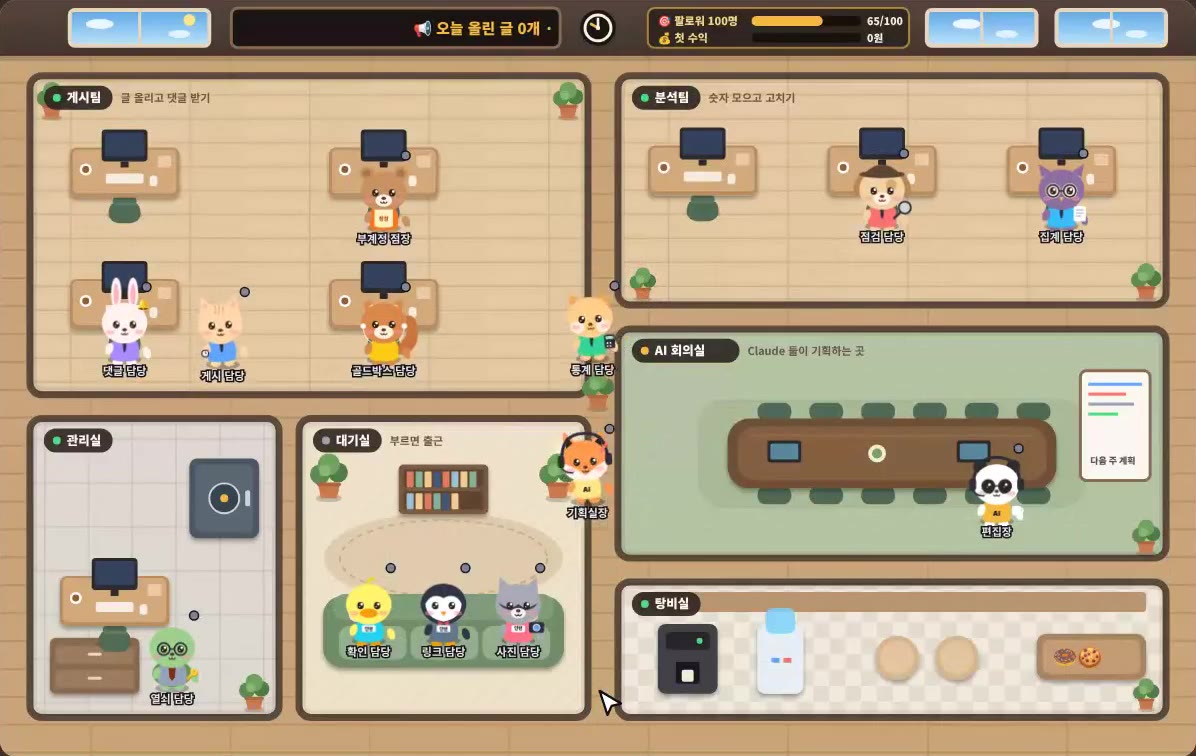 📢 오늘 올린 글 0개 ·
🎯 팔로워 100명 65/100
💰 첫 수익 0원
게시팀 글 올리고 댓글 받기
부계정 점장
댓글 담당
게시 담당
골드박스 담당
통계 담당
분석팀 숫자 모으고 고치기
점검 담당
집계 담당
AI 회의실 Claude 둘이 기획하는 곳
다음 주 계획
AI
편집장
관리실
열쇠 담당
대기실 부르면 출근
AI
기획실장
확인 담당
링크 담당
사진 담당
탕비실